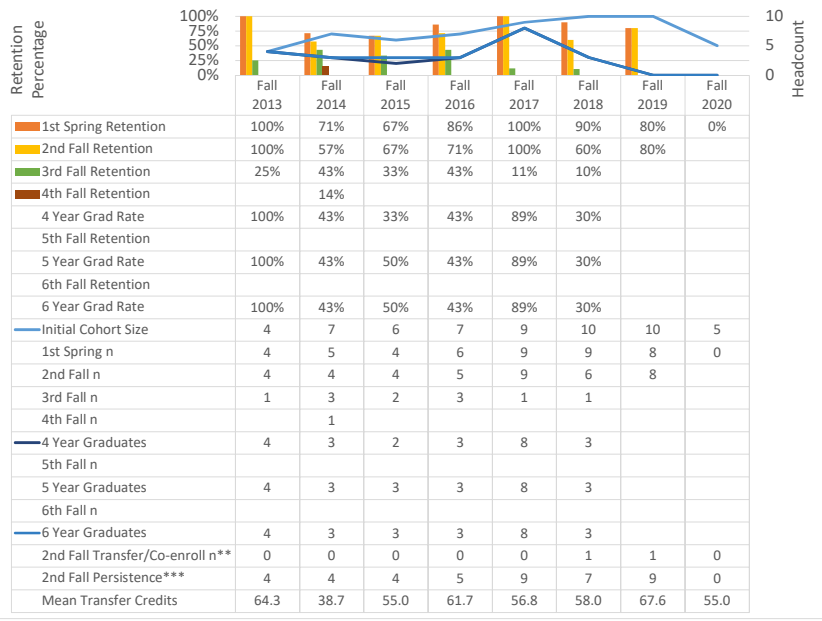 Retention
Percentage
100%
75%
50%
25%
0%
10
5
0
Headcount
Fall 2013 Fall 2014 Fall 2015 Fall 2016 Fall 2017 Fall 2018 Fall 2019 Fall 2020
1st Spring Retention 100% 71% 67% 86% 100% 90% 80% 0%
2nd Fall Retention 100% 57% 67% 71% 100% 60% 80%
3rd Fall Retention 25% 43% 33% 43% 11% 10%
4th Fall Retention 14%
4 Year Grad Rate 100% 43% 33% 43% 89% 30%
5th Fall Retention
5 Year Grad Rate 100% 43% 50% 43% 89% 30%
6th Fall Retention
6 Year Grad Rate 100% 43% 50% 43% 89% 30%
Initial Cohort Size 4 7 6 7 9 10 10 5
1st Spring n 4 5 4 6 9 9 8 0
2nd Fall n 4 4 4 5 9 6 8
3rd Fall n 1 3 2 3 1 1
4th Fall n 1
4 Year Graduates 4 3 2 3 8 3
5th Fall n
5 Year Graduates 4 3 3 3 8 3
6th Fall n
6 Year Graduates 4 3 3 3 8 3
2nd Fall Transfer/Co-enroll n** 0 0 0 0 0 1 1 0
2nd Fall Persistence*** 4 4 4 5 9 7 9 0
Mean Transfer Credits 64.3 38.7 55.0 61.7 56.8 58.0 67.6 55.0